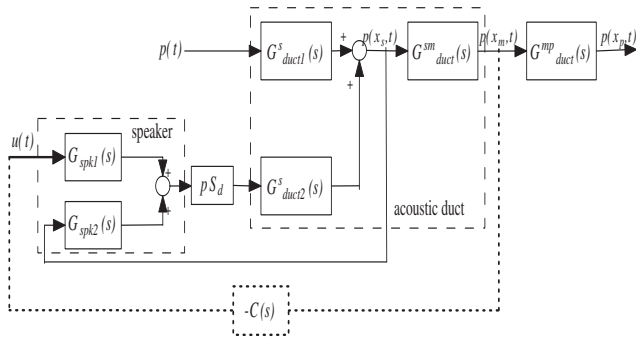 p(t)
G^s_duct1(s)
+
+
p(x_s,t)
G^sm_duct(s)
p(x_m,t)
G^mp_duct(s)
p(x_p,t)
u(t)
speaker
G_spk1(s)
+
+
G_spk2(s)
pS_d
G^s_duct2(s)
acoustic duct
-C(s)